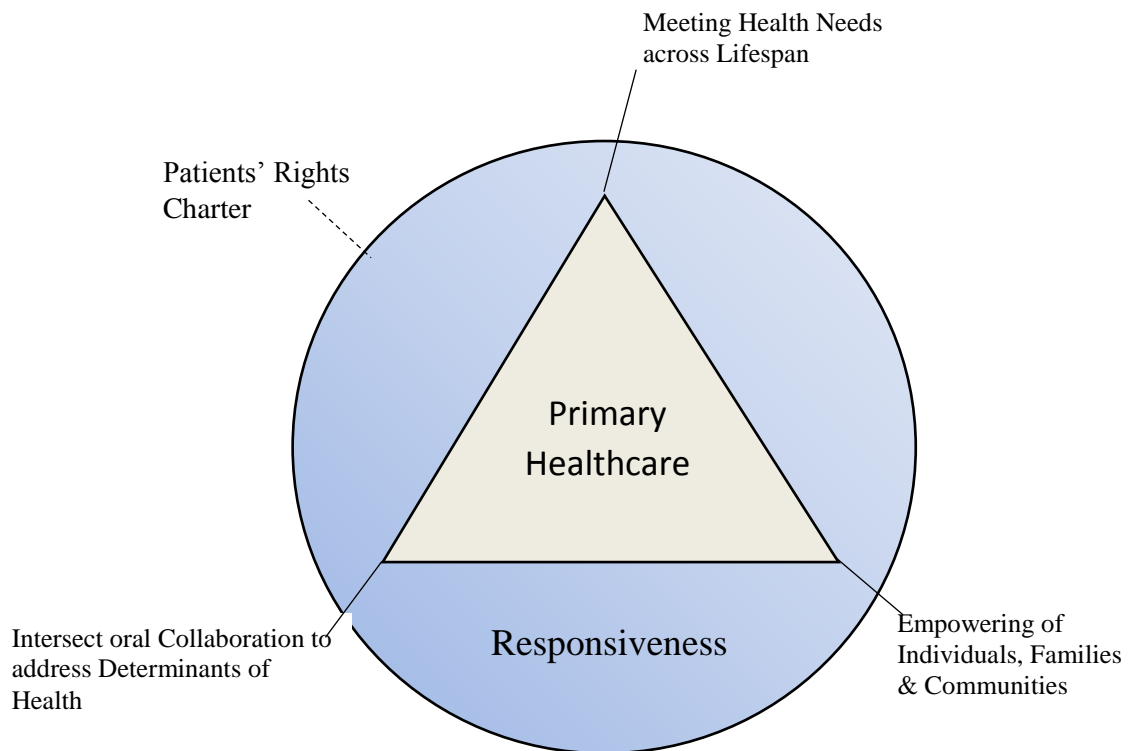 Meeting Health Needs
across Lifespan
Patients’ Rights
Charter
Primary
Healthcare
Responsiveness
Intersect oral Collaboration to
address Determinants of
Health
Empowering of
Individuals, Families
& Communities